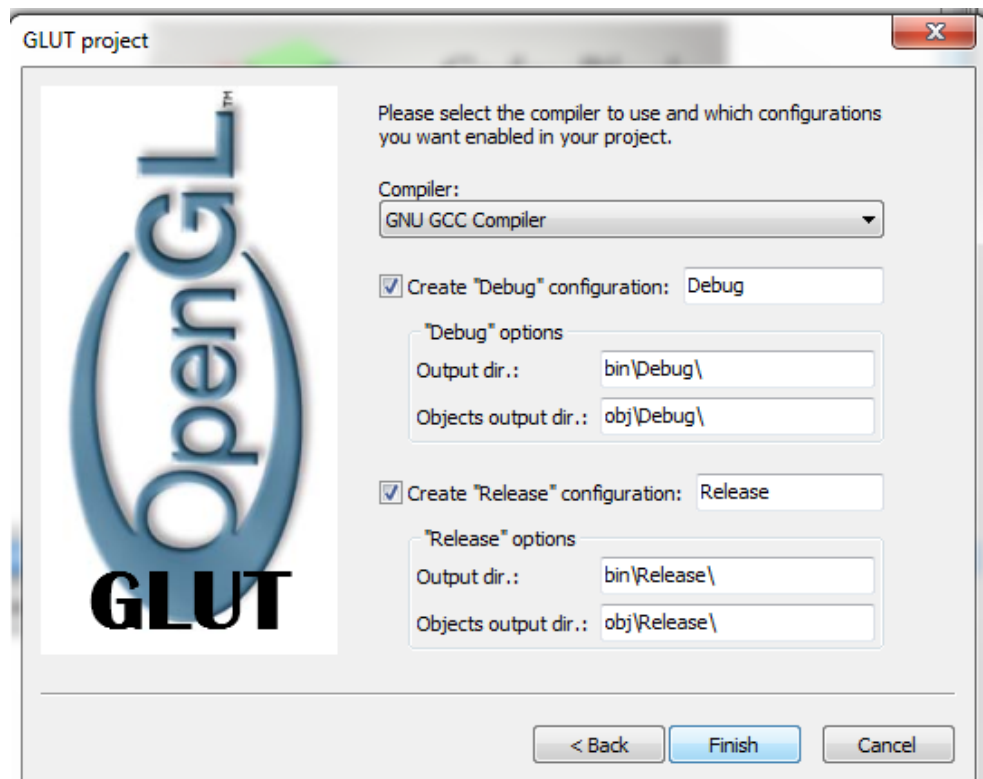 GLUT project
OpenGL™
GLUT
Please select the compiler to use and which configurations
you want enabled in your project.
Compiler:
GNU GCC Compiler
Create "Debug" configuration: Debug
"Debug" options
Output dir.: bin\Debug\
Objects output dir.: obj\Debug\
Create "Release" configuration: Release
"Release" options
Output dir.: bin\Release\
Objects output dir.: obj\Release\
< Back Finish Cancel